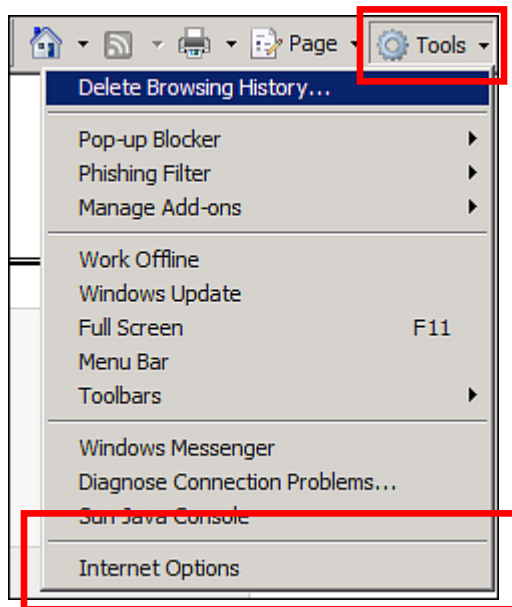 Page Tools
Delete Browsing History...
Pop-up Blocker
Phishing Filter
Manage Add-ons
Work Offline
Windows Update
Full Screen F11
Menu Bar
Toolbars
Windows Messenger
Diagnose Connection Problems...
Sun Java Console
Internet Options